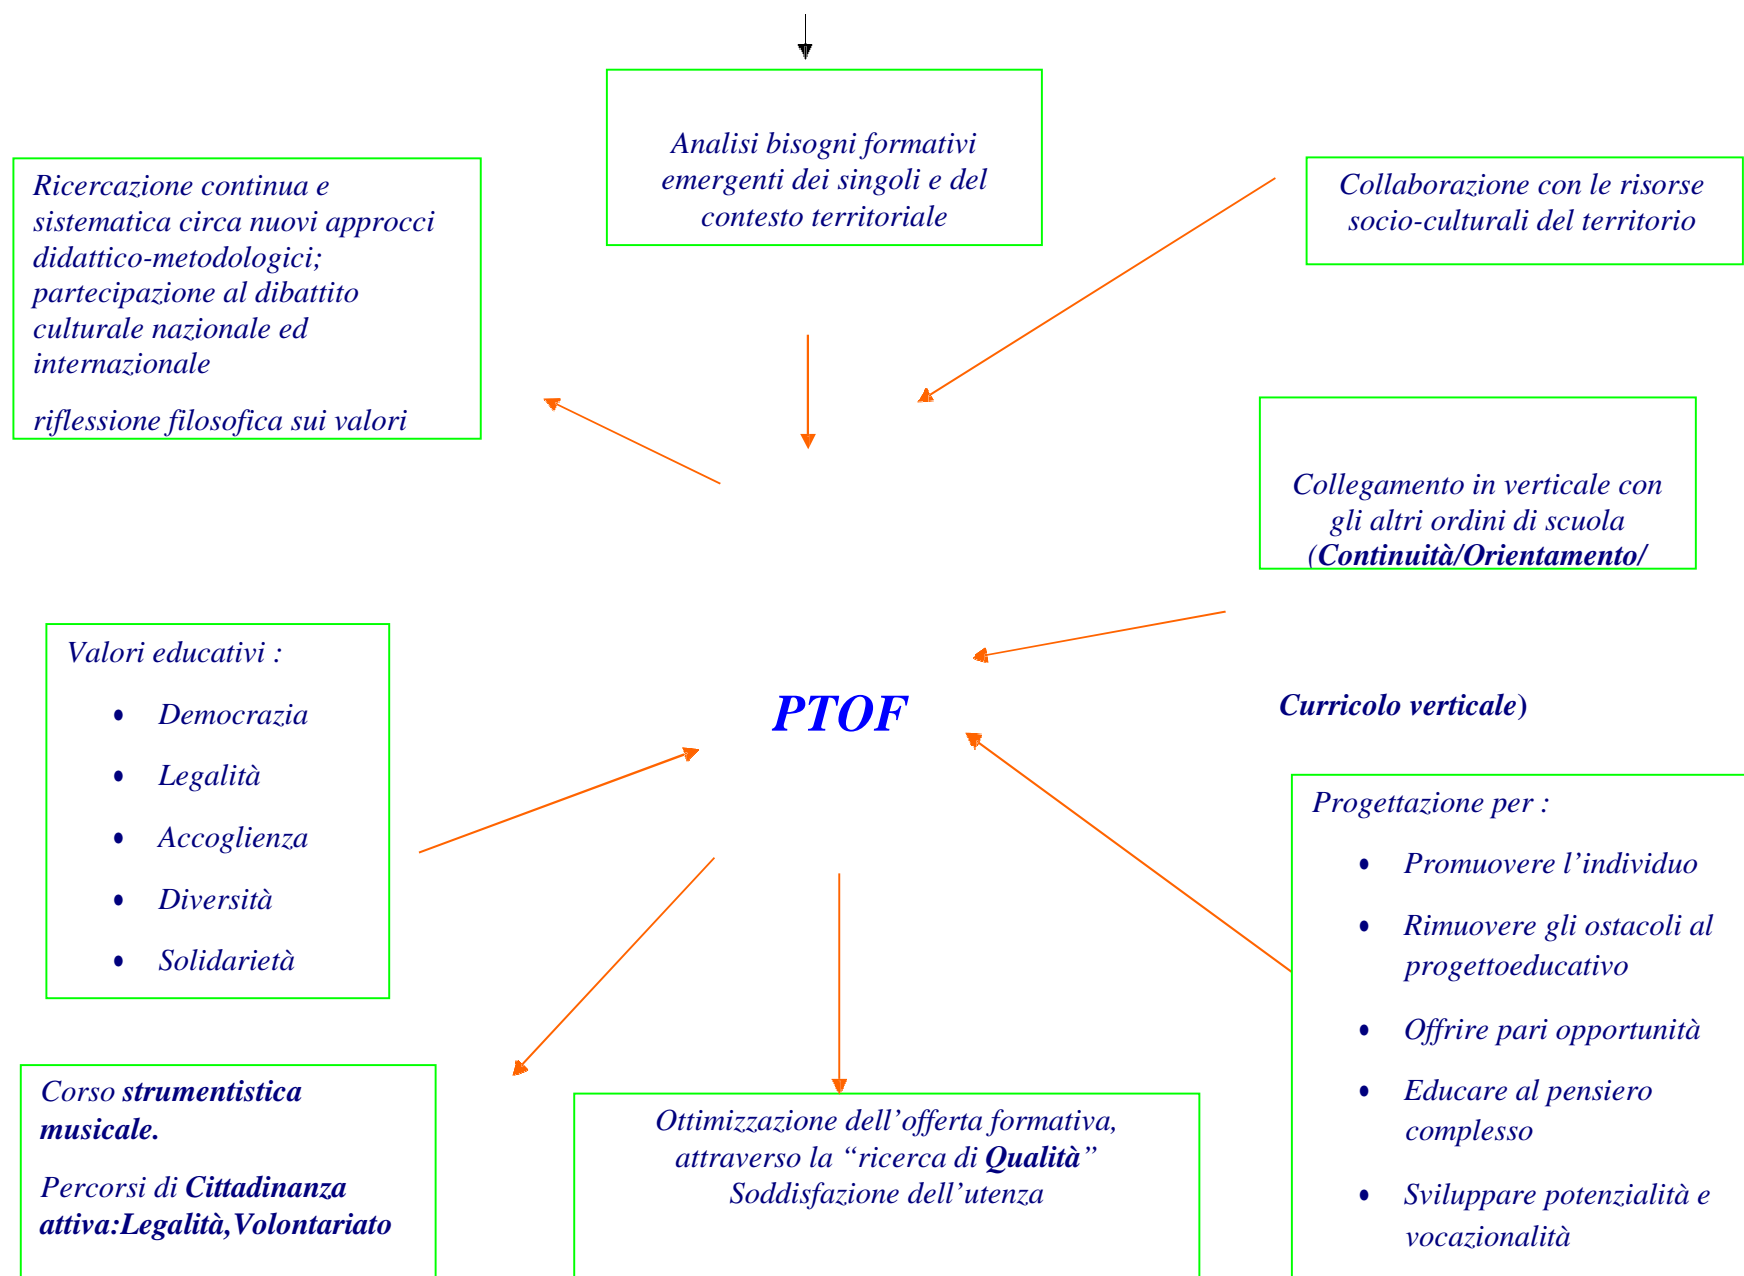 Analisi bisogni formativi
emergenti dei singoli e del
contesto territoriale
Ricercazione continua e
sistematica circa nuovi approcci
didattico-metodologici;
partecipazione al dibattito
culturale nazionale ed
internazionale
riflessione filosofica sui valori
Collaborazione con le risorse
socio-culturali del territorio
Collegamento in verticale con
gli altri ordini di scuola
(Continuità/Orientamento/
Curricolo verticale)
PTOF
Valori educativi :
• Democrazia
• Legalità
• Accoglienza
• Diversità
• Solidarietà
Progettazione per :
• Promuovere l’individuo
• Rimuovere gli ostacoli al
progettoeducativo
• Offrire pari opportunità
• Educare al pensiero
complesso
• Sviluppare potenzialità e
vocazionalità
Corso strumentistica
musicale.
Percorsi di Cittadinanza
attiva:Legalità,Volontariato
Ottimizzazione dell’offerta formativa,
attraverso la “ricerca di Qualità”
Soddisfazione dell’utenza